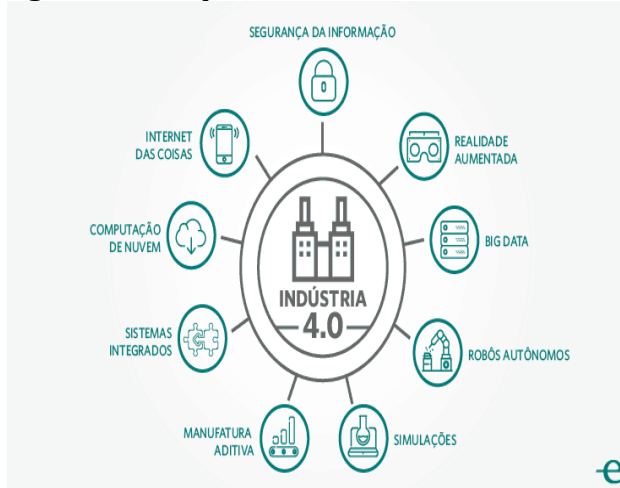 SEGURANÇA DA INFORMAÇÃO
INTERNET
DAS COISAS
REALIDADE
AUMENTADA
COMPUTAÇÃO
DE NUVEM
BIG DATA
INDÚSTRIA
4.0
SISTEMAS
INTEGRADOS
ROBÔS AUTÔNOMOS
MANUFATURA
ADITIVA
SIMULAÇÕES